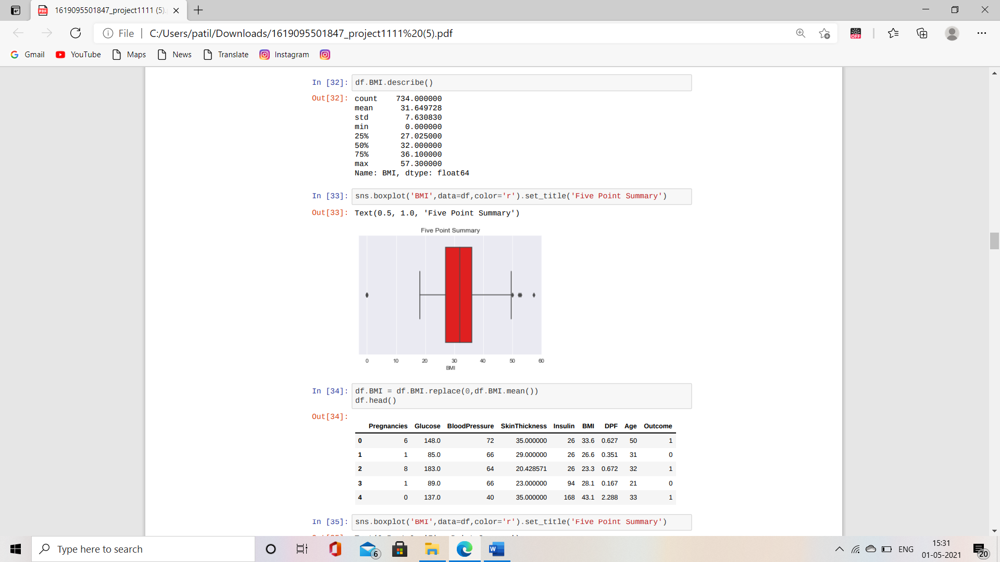 1619095501847_project1111 (5).
File
C:/Users/patil/Downloads/1619095501847_project1111%20(5).pdf
OFF
Gmail
YouTube
Maps
News
Translate
Instagram
In [32]: df.BMI.describe()
Out[32]: count 734.000000
mean 31.649728
std 7.630830
min 0.000000
25% 27.025000
50% 32.000000
75% 36.100000
max 57.300000
Name: BMI, dtype: float64
In [33]: sns.boxplot('BMI',data=df,color='r').set_title('Five Point Summary')
Out[33]: Text(0.5, 1.0, 'Five Point Summary')
Five Point Summary
0 10 20 30 40 50 60
BMI
In [34]: df.BMI = df.BMI.replace(0,df.BMI.mean())
df.head()
Out[34]:
Pregnancies Glucose BloodPressure SkinThickness Insulin BMI DPF Age Outcome
0 6 148.0 72 35.000000 26 33.6 0.627 50 1
1 1 85.0 66 29.000000 26 26.6 0.351 31 0
2 8 183.0 64 20.428571 26 23.3 0.672 32 1
3 1 89.0 66 23.000000 94 28.1 0.167 21 0
4 0 137.0 40 35.000000 168 43.1 2.288 33 1
In [35]: sns.boxplot('BMI',data=df,color='r').set_title('Five Point Summary')
Type here to search
6
ENG
15:31
01-05-2021
20